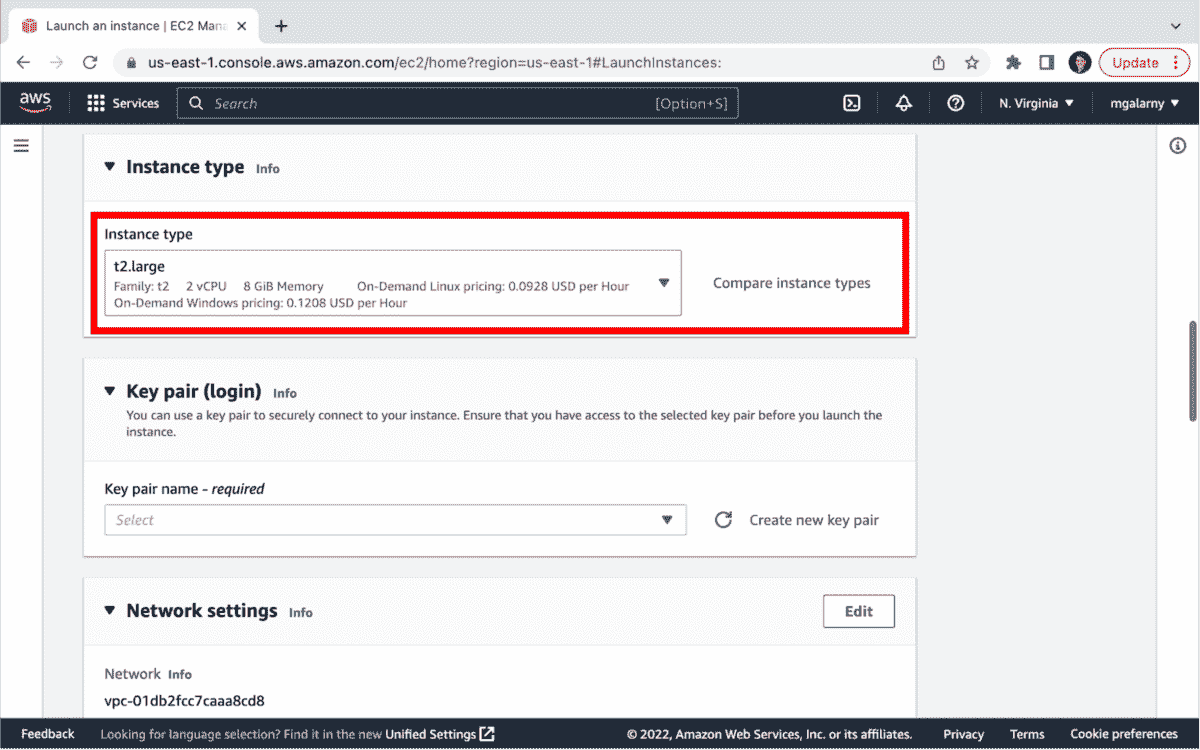 Launch an instance | EC2 Mana
us-east-1.console.aws.amazon.com/ec2/home?region=us-east-1#LaunchInstances:
Update
aws
Services
Search
[Option+S]
N. Virginia
mgalarny
Instance type Info
Instance type
t2.large
Family: t2 2 vCPU 8 GiB Memory On-Demand Linux pricing: 0.0928 USD per Hour
On-Demand Windows pricing: 0.1208 USD per Hour
Compare instance types
Key pair (login) Info
You can use a key pair to securely connect to your instance. Ensure that you have access to the selected key pair before you launch the
instance.
Key pair name - required
Select
Create new key pair
Network settings Info
Edit
Network Info
vpc-01db2fcc7caaa8cd8
Feedback
Looking for language selection? Find it in the new Unified Settings
© 2022, Amazon Web Services, Inc. or its affiliates.
Privacy
Terms
Cookie preferences